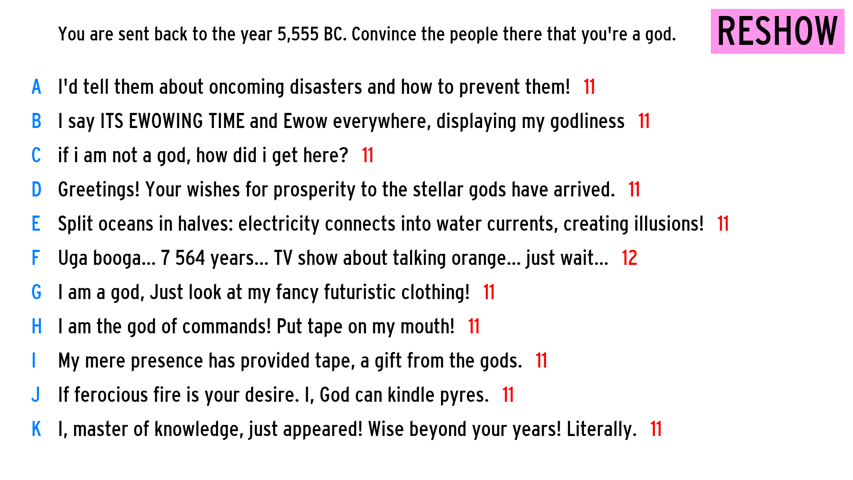 You are sent back to the year 5,555 BC. Convince the people there that you're a god.
RESHOW
A I'd tell them about oncoming disasters and how to prevent them! 11
B I say ITS EWOWING TIME and Ewow everywhere, displaying my godliness 11
C if i am not a god, how did i get here? 11
D Greetings! Your wishes for prosperity to the stellar gods have arrived. 11
E Split oceans in halves: electricity connects into water currents, creating illusions! 11
F Uga booga... 7 564 years... TV show about talking orange... just wait... 12
G I am a god, Just look at my fancy futuristic clothing! 11
H I am the god of commands! Put tape on my mouth! 11
I My mere presence has provided tape, a gift from the gods. 11
J If ferocious fire is your desire. I, God can kindle pyres. 11
K I, master of knowledge, just appeared! Wise beyond your years! Literally. 11